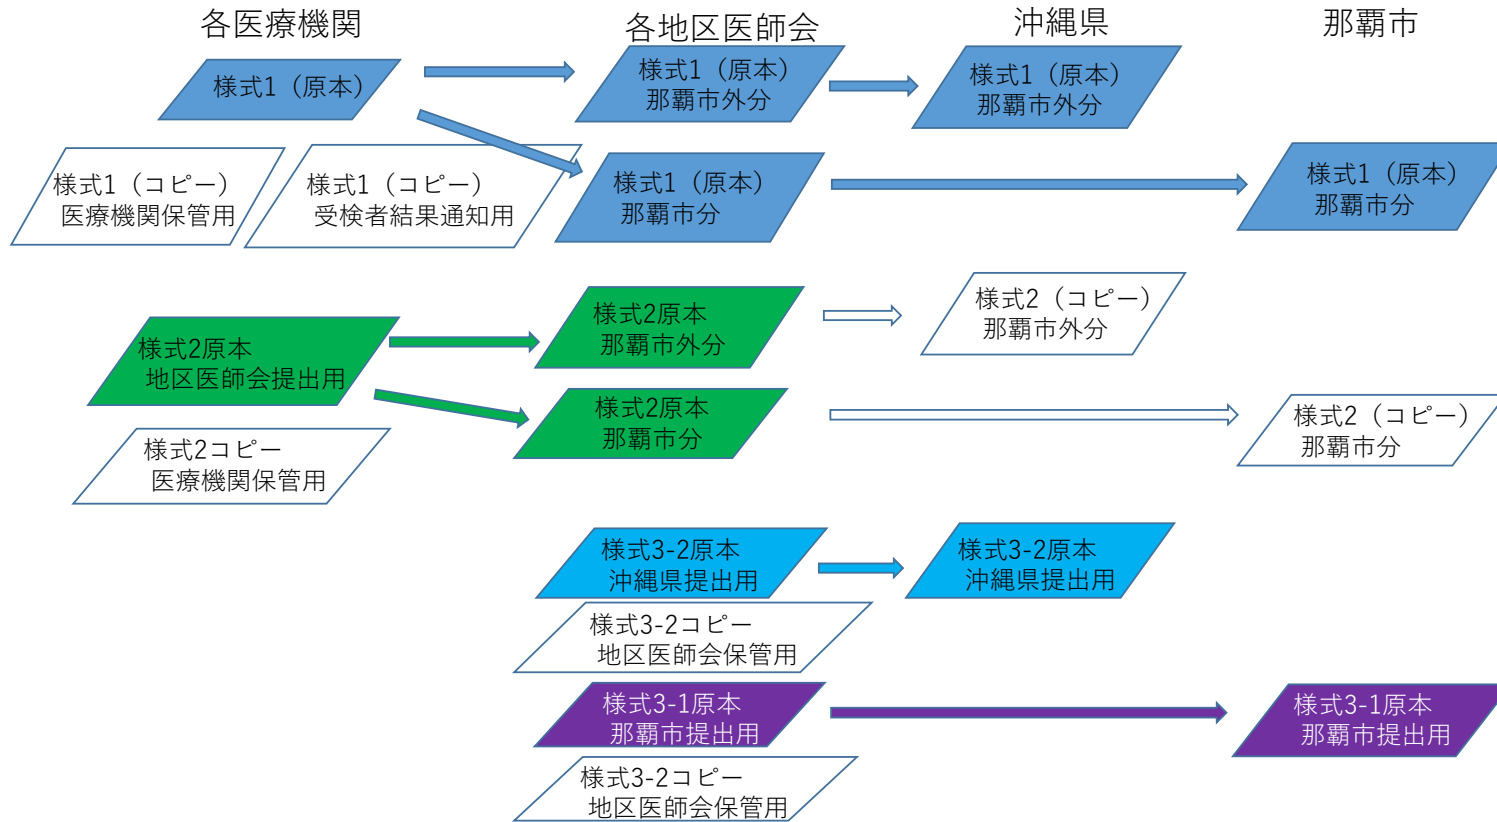 各医療機関
各地区医師会
沖縄県
那覇市
様式1（原本）
様式1（原本）
那覇市外分
様式1（原本）
那覇市外分
様式1（コピー）
医療機関保管用
様式1（コピー）
受検者結果通知用
様式1（原本）
那覇市分
様式1（原本）
那覇市分
様式2原本
地区医師会提出用
様式2原本
那覇市外分
様式2（コピー）
那覇市外分
様式2コピー
医療機関保管用
様式2原本
那覇市分
様式2（コピー）
那覇市分
様式3-2原本
沖縄県提出用
様式3-2原本
沖縄県提出用
様式3-2コピー
地区医師会保管用
様式3-1原本
那覇市提出用
様式3-1原本
那覇市提出用
様式3-2コピー
地区医師会保管用